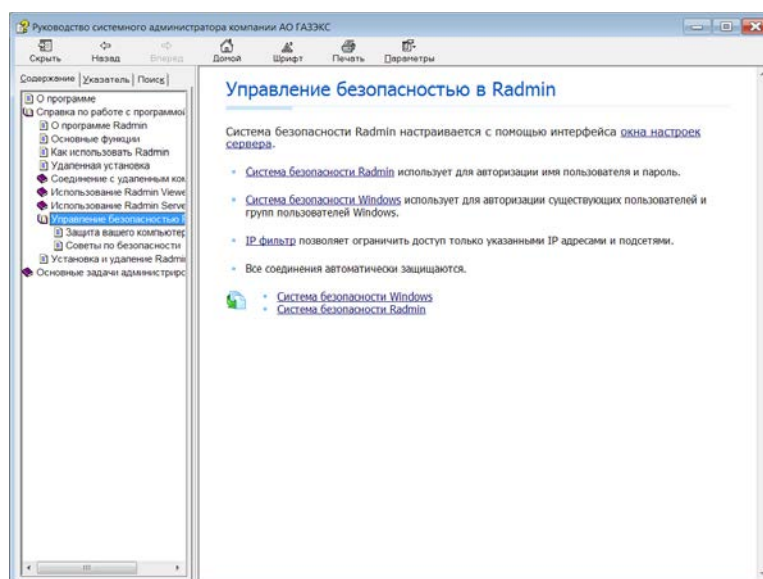 Руководство системного администратора компании АО ГАЗЭКС
Скрыть Назад Вперед Домой Шрифт Печать Параметры
Содержание Указатель Поиск
О программе
Справка по работе с программой
О программе Radmin
Основные функции
Как использовать Radmin
Удаленная установка
Соединение с удаленным ком
Использование Radmin Viewe
Использование Radmin Serve
Управление безопасностью
Защита вашего компьютер
Советы по безопасности
Установка и удаление Radmi
Основные задачи администрирс
Управление безопасностью в Radmin
Система безопасности Radmin настраивается с помощью интерфейса окна настроек
сервера.
Система безопасности Radmin использует для авторизации имя пользователя и пароль.
Система безопасности Windows использует для авторизации существующих пользователей и
групп пользователей Windows.
IP фильтр позволяет ограничить доступ только указанными IP адресами и подсетями.
Все соединения автоматически защищаются.
Система безопасности Windows
Система безопасности Radmin